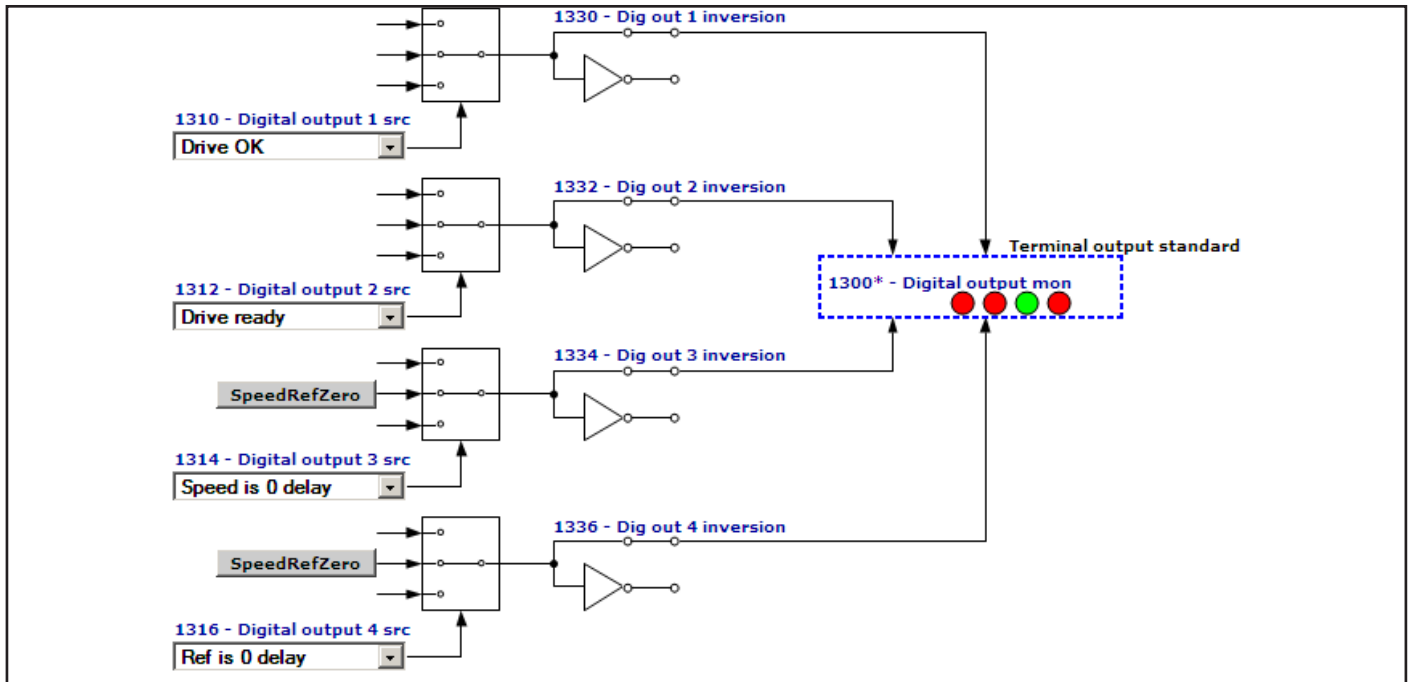 1330 - Dig out 1 inversion
1310 - Digital output 1 src
Drive OK
1332 - Dig out 2 inversion
Terminal output standard
1300* - Digital output mon
1312 - Digital output 2 src
Drive ready
1334 - Dig out 3 inversion
SpeedRefZero
1314 - Digital output 3 src
Speed is 0 delay
1336 - Dig out 4 inversion
SpeedRefZero
1316 - Digital output 4 src
Ref is 0 delay